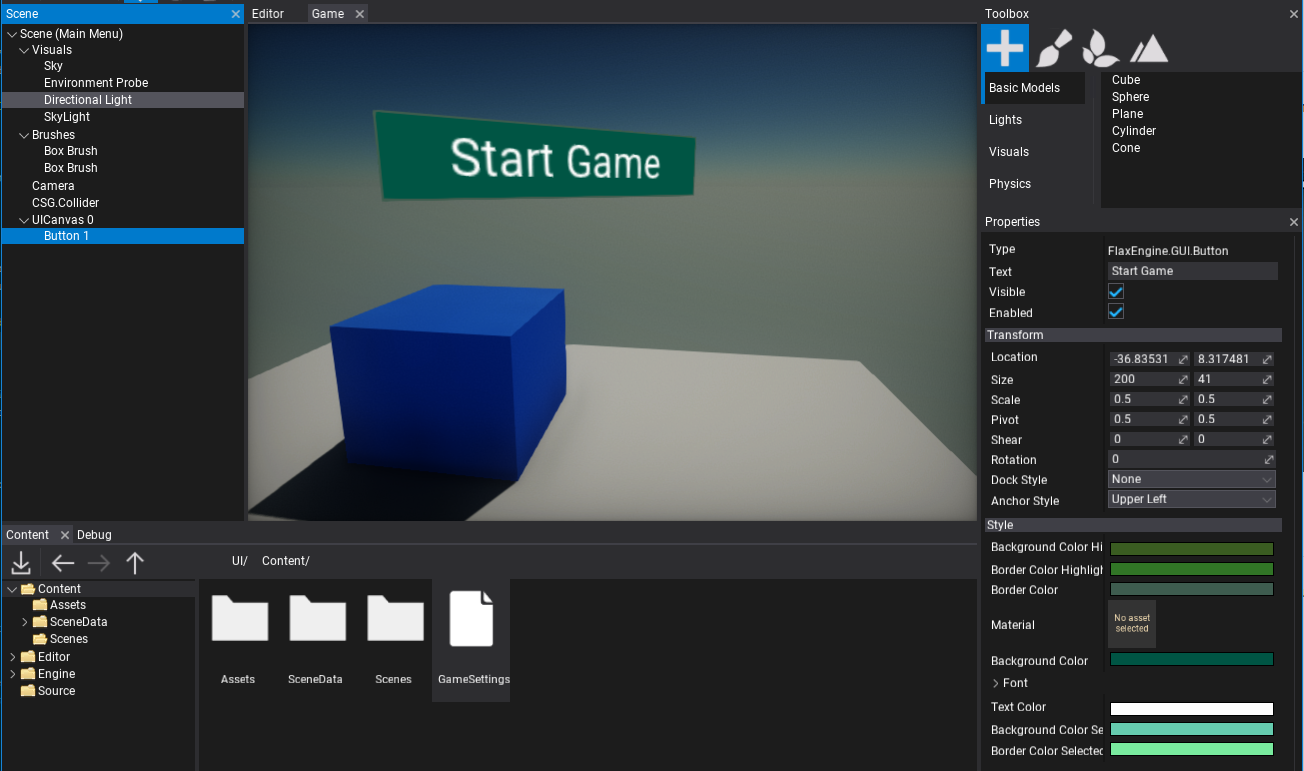 Scene
Scene (Main Menu)
Visuals
Sky
Environment Probe
Directional Light
SkyLight
Brushes
Box Brush
Box Brush
Camera
CSG.Collider
UICanvas 0
Button 1
Editor Game
Start Game
Toolbox
Basic Models
Lights
Visuals
Physics
Cube
Sphere
Plane
Cylinder
Cone
Properties
Type FlaxEngine.GUI.Button
Text Start Game
Visible
Enabled
Transform
Location -36.83531 8.317481
Size 200 41
Scale 0.5 0.5
Pivot 0.5 0.5
Shear 0 0
Rotation 0
Dock Style None
Anchor Style Upper Left
Style
Background Color Hi
Border Color Highligh
Border Color
Material No asset
selected
Background Color
Font
Text Color
Background Color Se
Border Color Selected
Content Debug
UI/ Content/
Content
Assets
SceneData
Scenes
Editor
Engine
Source
Assets SceneData Scenes GameSettings